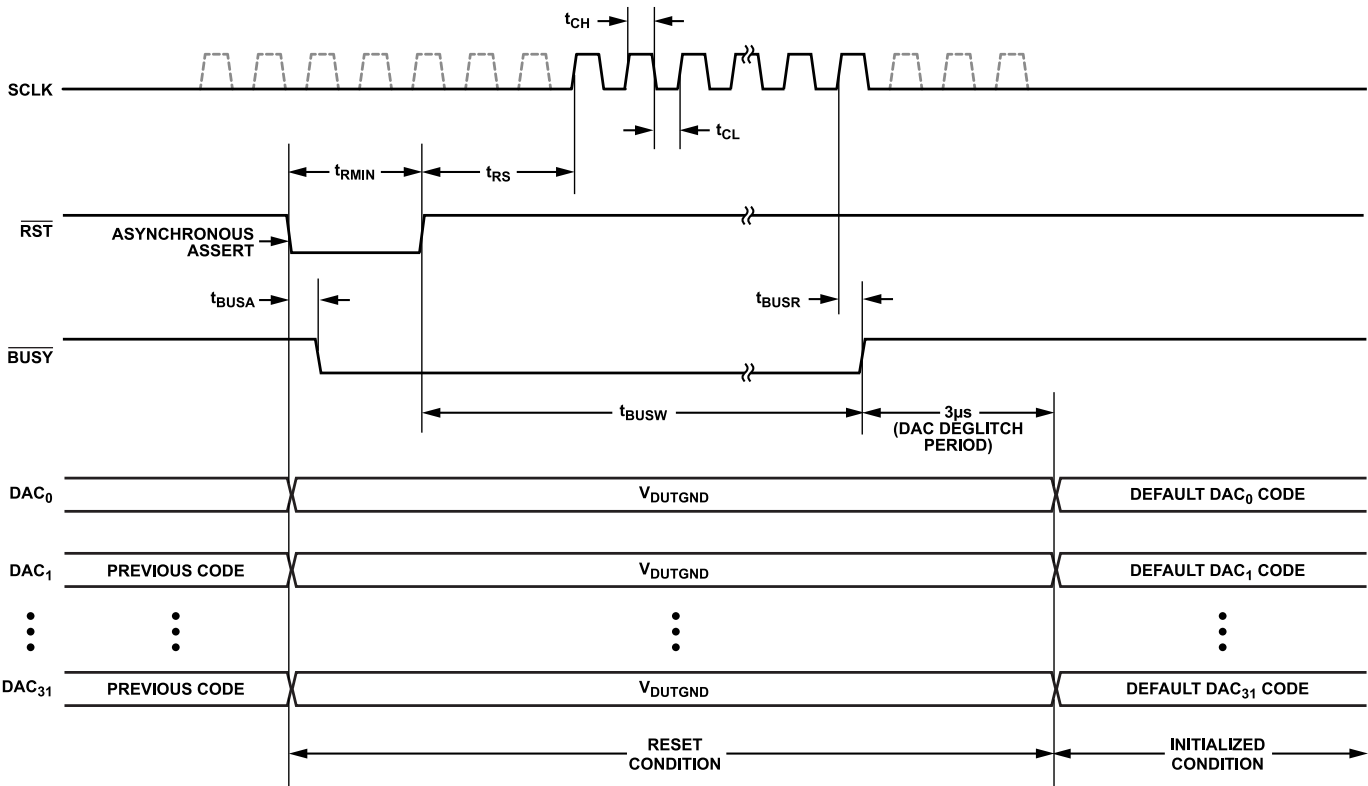 tCH
SCLK
tCL
tRMIN
tRS
RST
ASYNCHRONOUS
ASSERT
tBUSA
tBUSR
BUSY
tBUSW
3µs
(DAC DEGLITCH
PERIOD)
DAC0
VDUTGND
DEFAULT DAC0 CODE
DAC1
PREVIOUS CODE
VDUTGND
DEFAULT DAC1 CODE
DAC31
PREVIOUS CODE
VDUTGND
DEFAULT DAC31 CODE
RESET
CONDITION
INITIALIZED
CONDITION